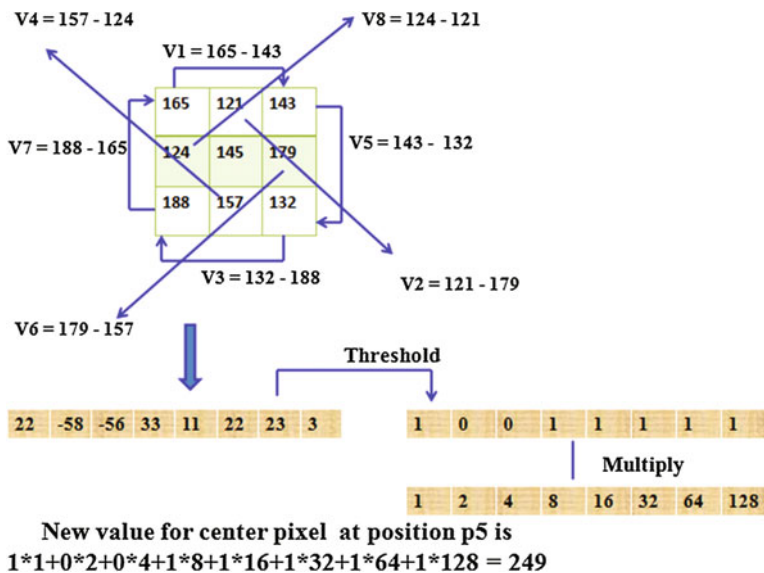 V4 = 157 - 124
V8 = 124 - 121
V1 = 165 - 143
165 121 143
V7 = 188 - 165
124 145 179
V5 = 143 - 132
188 157 132
V3 = 132 - 188
V2 = 121 - 179
V6 = 179 - 157
Threshold
22 -58 -56 33 11 22 23 3
1 0 0 1 1 1 1 1
Multiply
1 2 4 8 16 32 64 128
New value for center pixel at position p5 is
1*1+0*2+0*4+1*8+1*16+1*32+1*64+1*128 = 249